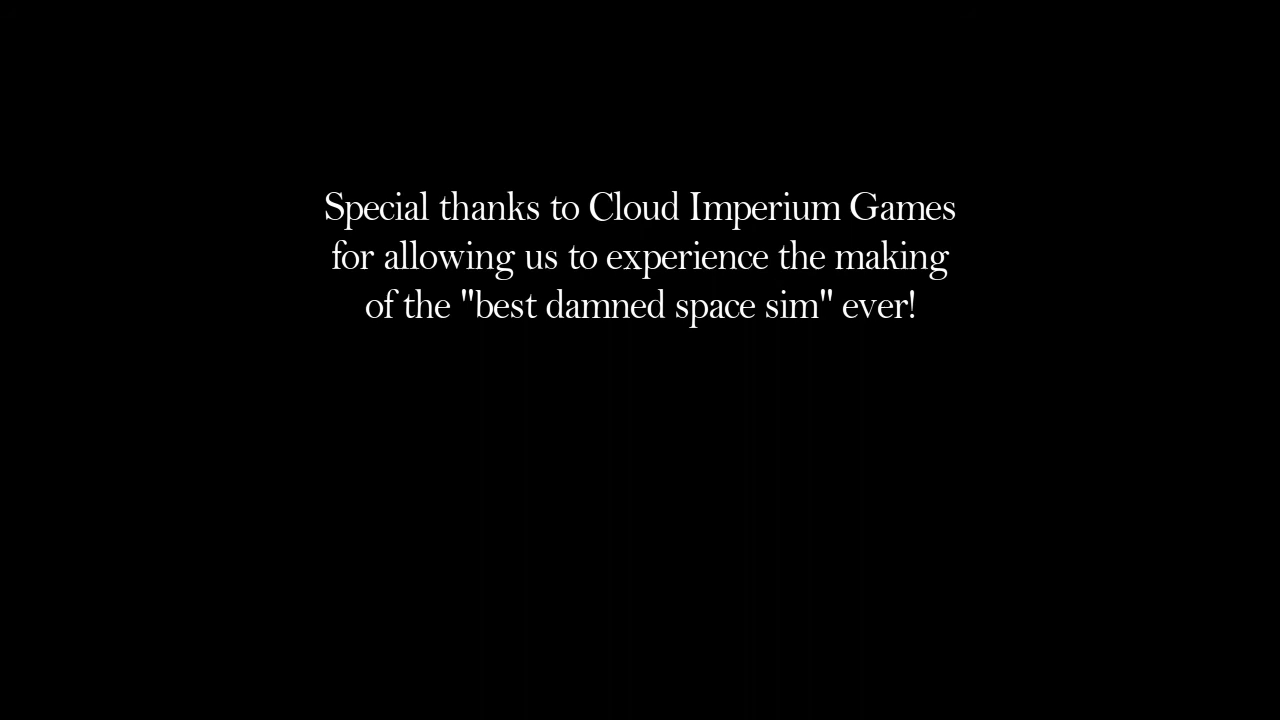 Special thanks to Cloud Imperium Games
for allowing us to experience the making
of the "best damned space sim" ever!